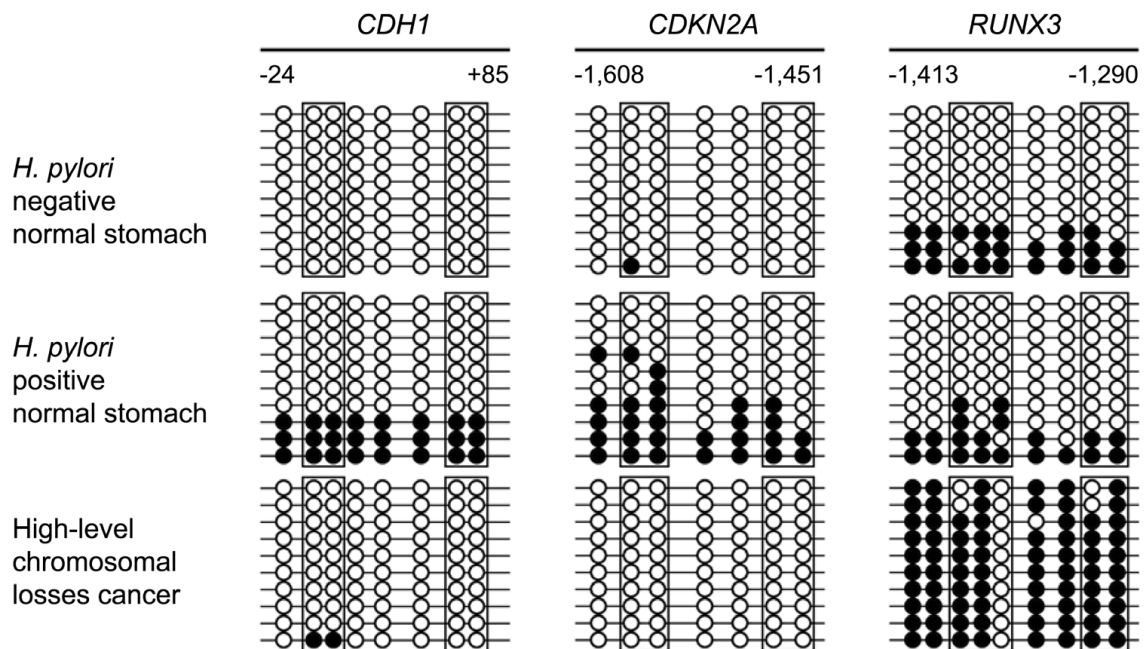 CDH1 CDKN2A RUNX3
-24 +85 -1,608 -1,451 -1,413 -1,290
H. pylori
negative
normal stomach
H. pylori
positive
normal stomach
High-level
chromosomal
losses cancer